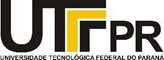 UTFPR
UNIVERSIDADE TECNOLÓGICA FEDERAL DO PARANÁ